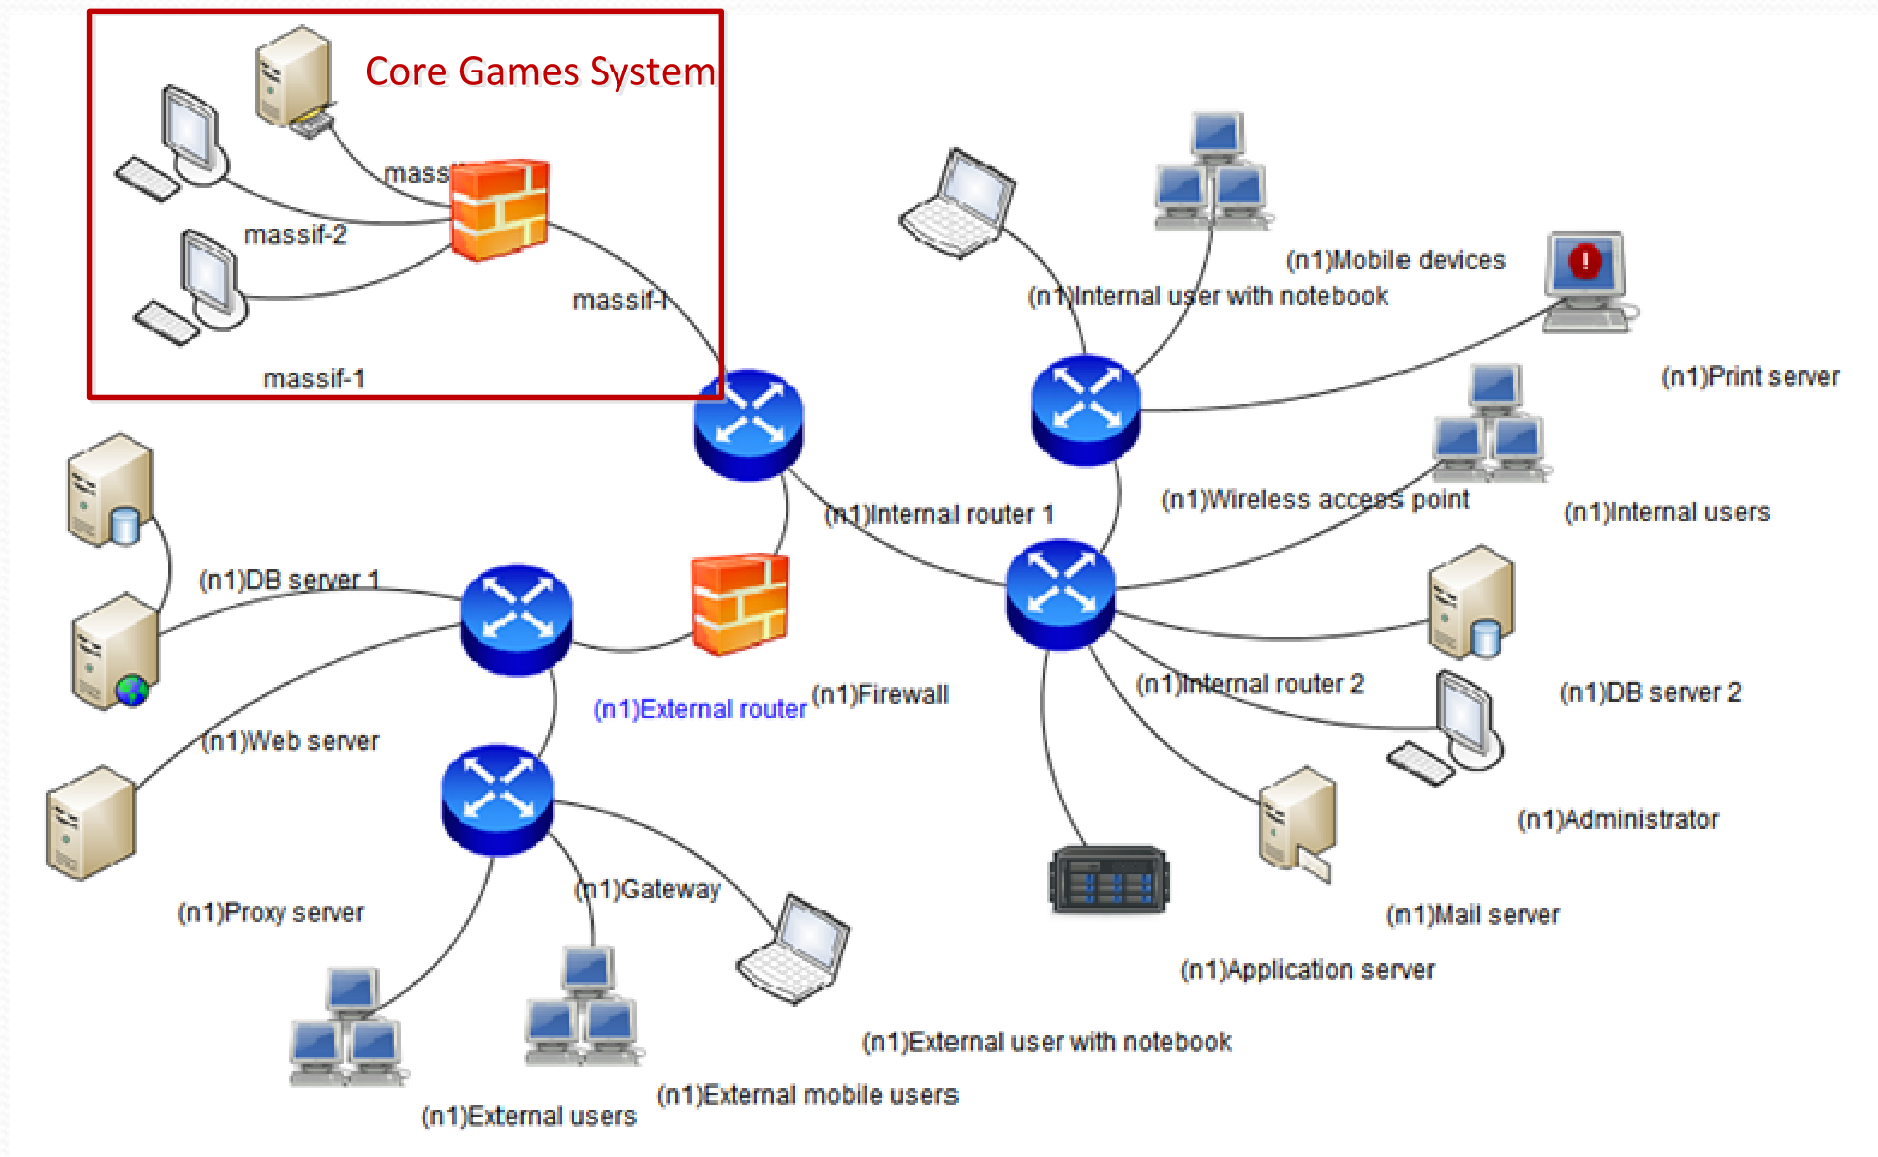 Core Games System
massif-2
massif-1
(n1)Mobile devices
(n1)Internal user with notebook
(n1)Print server
(n1)Wireless access point
(n1)Internal users
(n1)Internal router 1
(n1)DB server 1
(n1)External router
(n1)Firewall
(n1)Internal router 2
(n1)DB server 2
(n1)Web server
(n1)Administrator
(n1)Gateway
(n1)Proxy server
(n1)Mail server
(n1)Application server
(n1)External user with notebook
(n1)External mobile users
(n1)External users